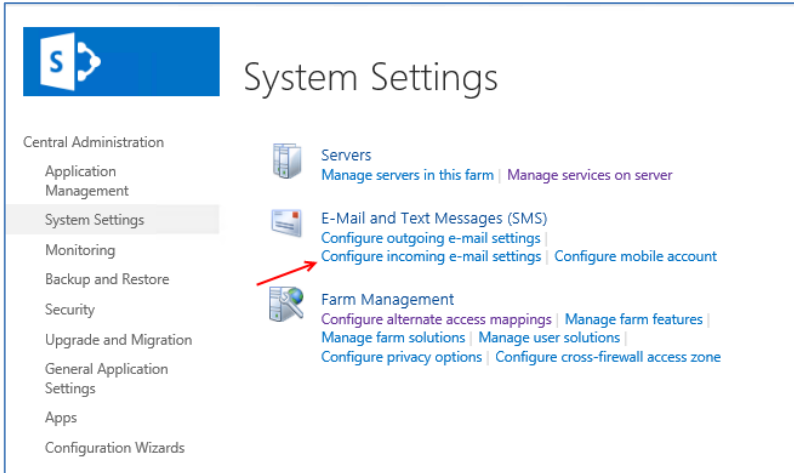 S
System Settings
Central Administration
Application
Management
System Settings
Monitoring
Backup and Restore
Security
Upgrade and Migration
General Application
Settings
Apps
Configuration Wizards
Servers
Manage servers in this farm | Manage services on server
E-Mail and Text Messages (SMS)
Configure outgoing e-mail settings |
Configure incoming e-mail settings | Configure mobile account
Farm Management
Configure alternate access mappings | Manage farm features |
Manage farm solutions | Manage user solutions |
Configure privacy options | Configure cross-firewall access zone